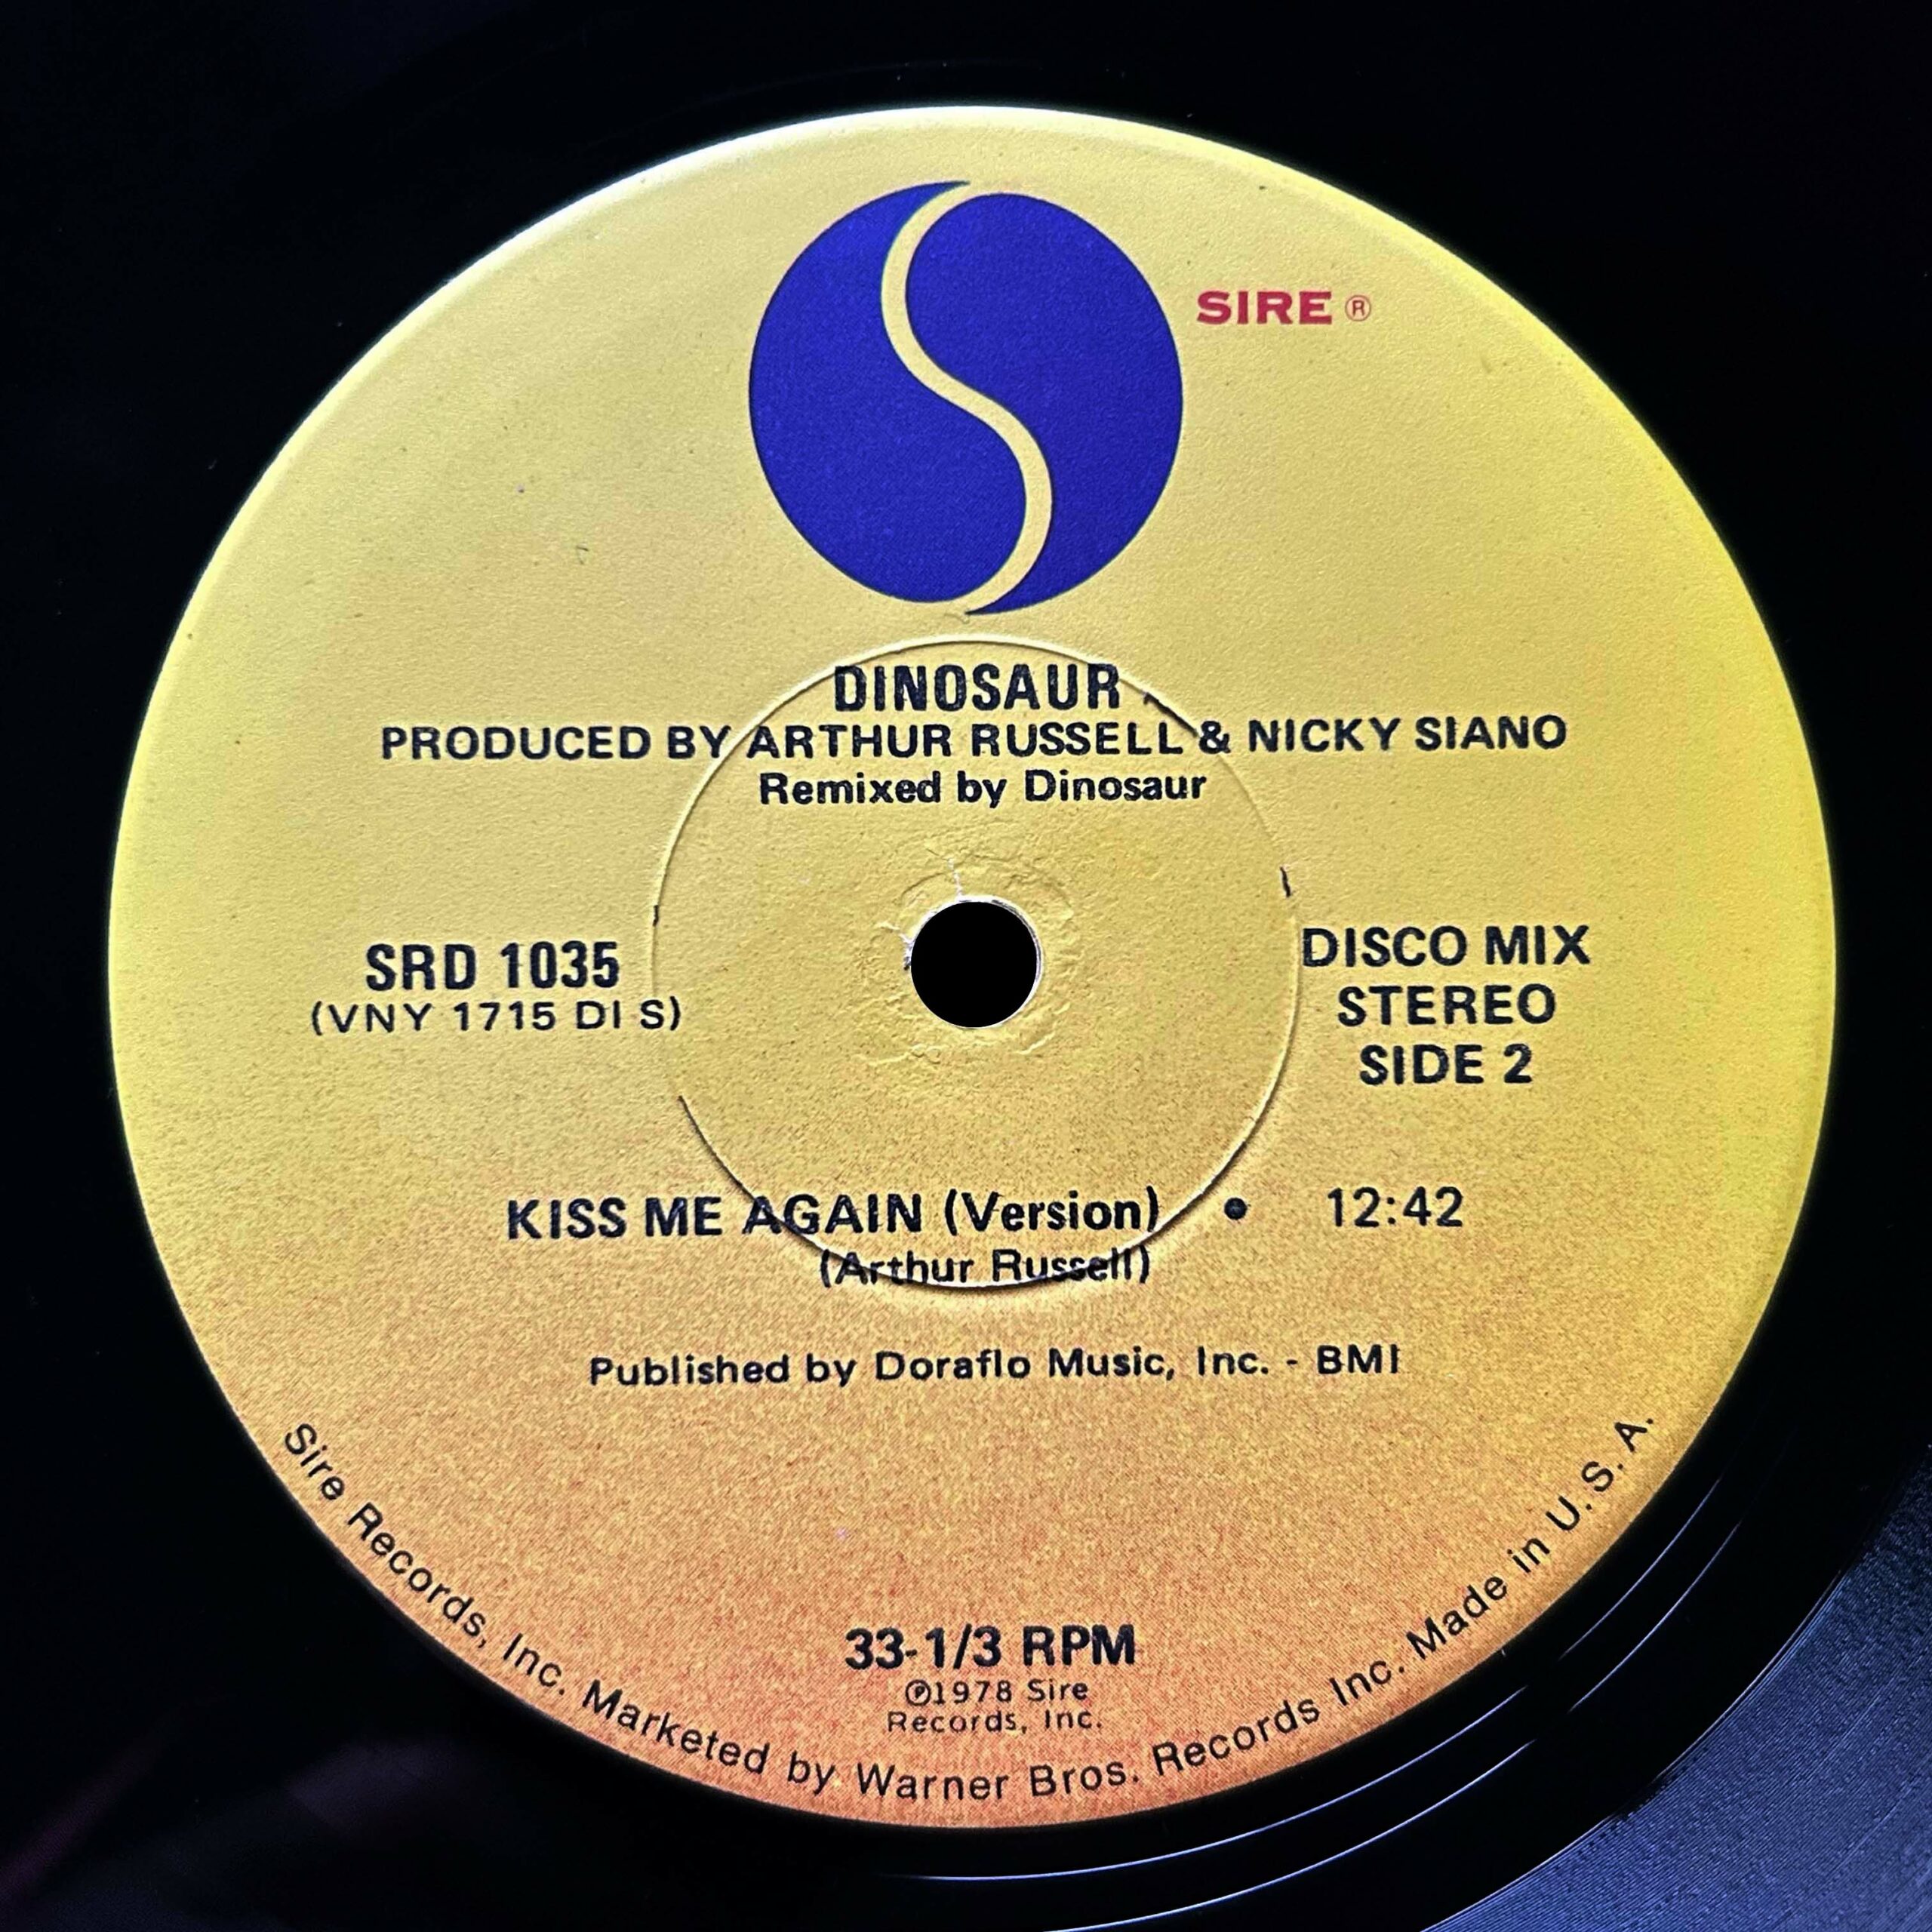 SIRE ®
DINOSAUR
PRODUCED BY ARTHUR RUSSELL & NICKY SIANO
Remixed by Dinosaur
SRD 1035
(VNY 1715 DI S)
DISCO MIX
STEREO
SIDE 2
KISS ME AGAIN (Version) • 12:42
(Arthur Russell)
Published by Doraflo Music, Inc. - BMI
33-1/3 RPM
℗1978 Sire
Records, Inc.
Sire Records, Inc. Marketed by Warner Bros. Records Inc. Made in U.S.A.